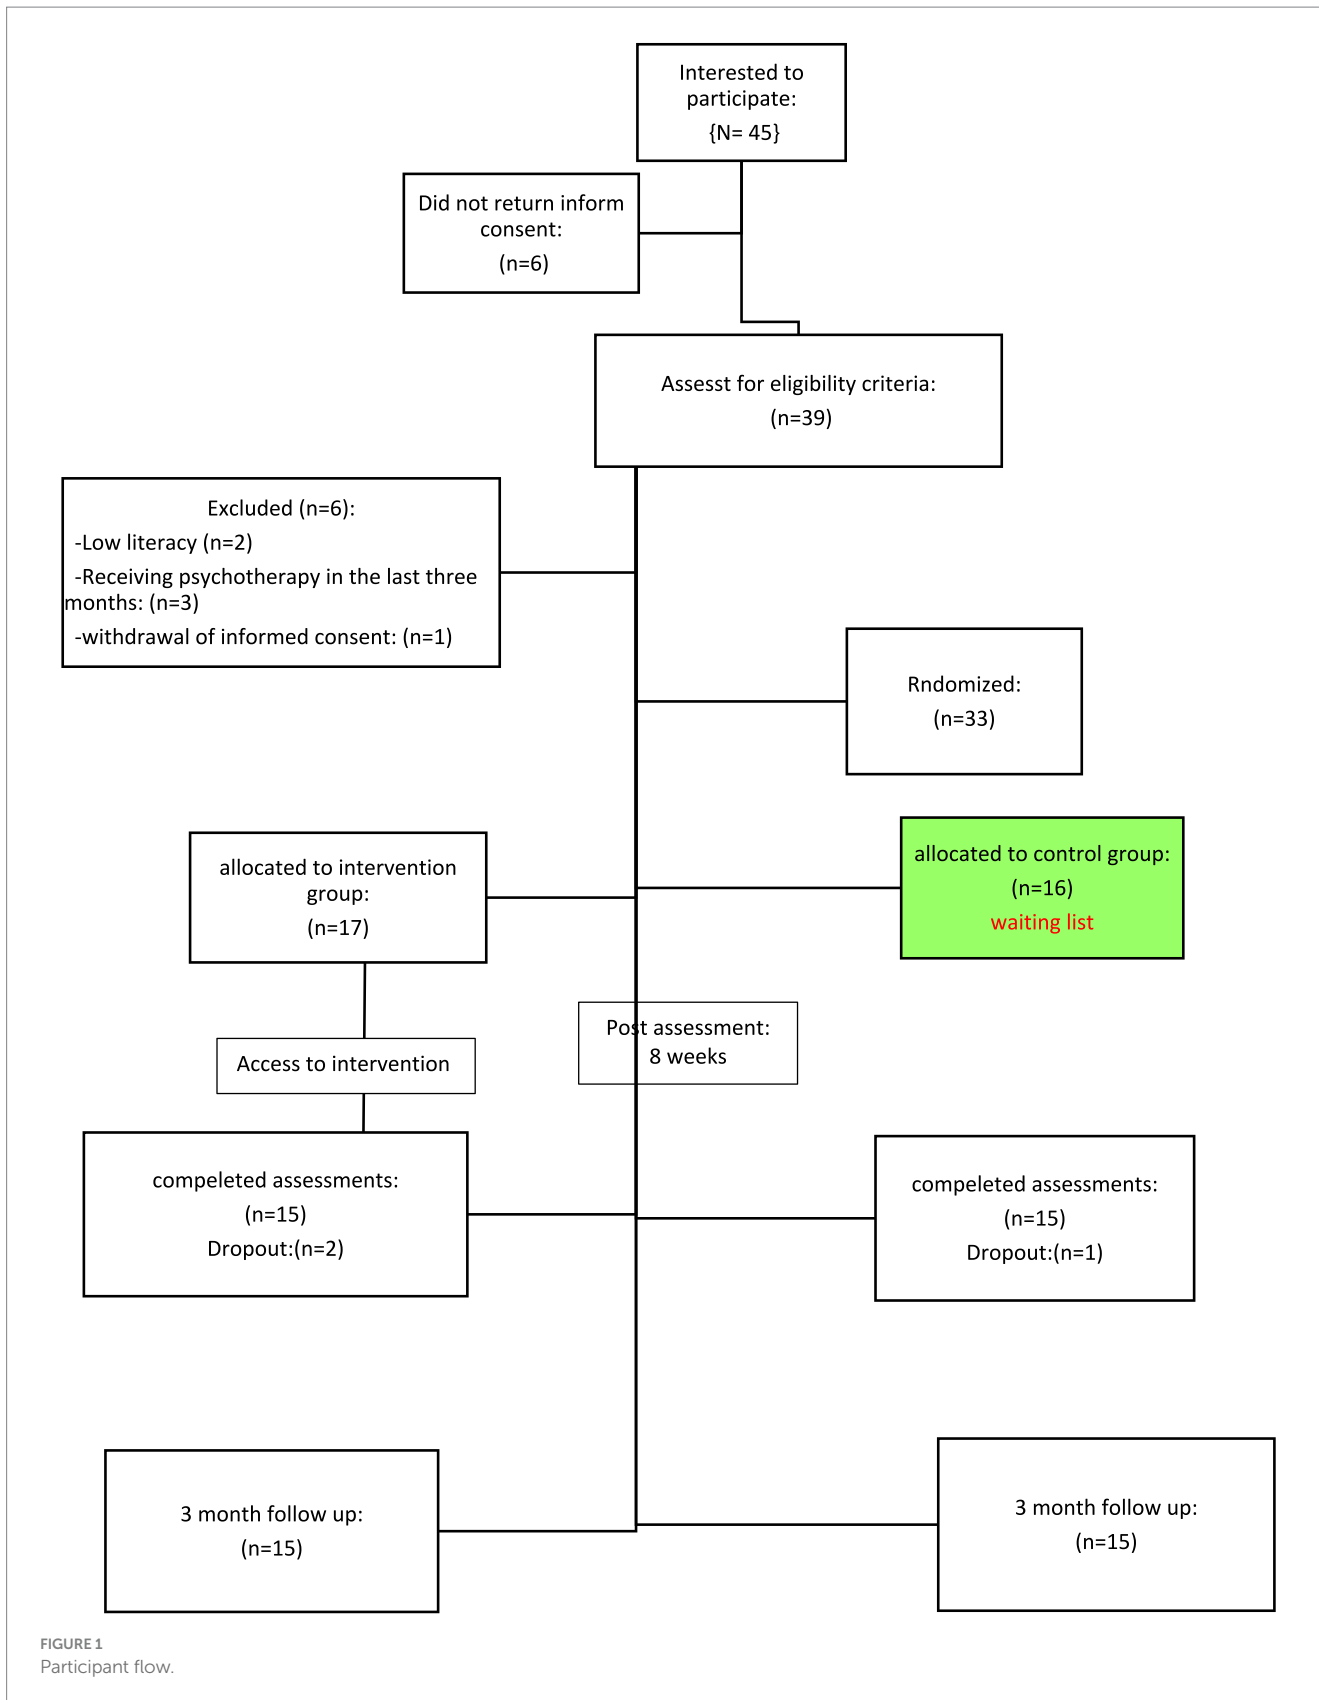 Interested to
participate:
{N= 45}
Did not return inform
consent:
(n=6)
Assesst for eligibility criteria:
(n=39)
Excluded (n=6):
-Low literacy (n=2)
-Receiving psychotherapy in the last three
months: (n=3)
-withdrawal of informed consent: (n=1)
Rndomized:
(n=33)
allocated to intervention
group:
(n=17)
allocated to control group:
(n=16)
waiting list
Post assessment:
8 weeks
Access to intervention
compeleted assessments:
(n=15)
Dropout:(n=2)
compeleted assessments:
(n=15)
Dropout:(n=1)
3 month follow up:
(n=15)
3 month follow up:
(n=15)
FIGURE 1
Participant flow.